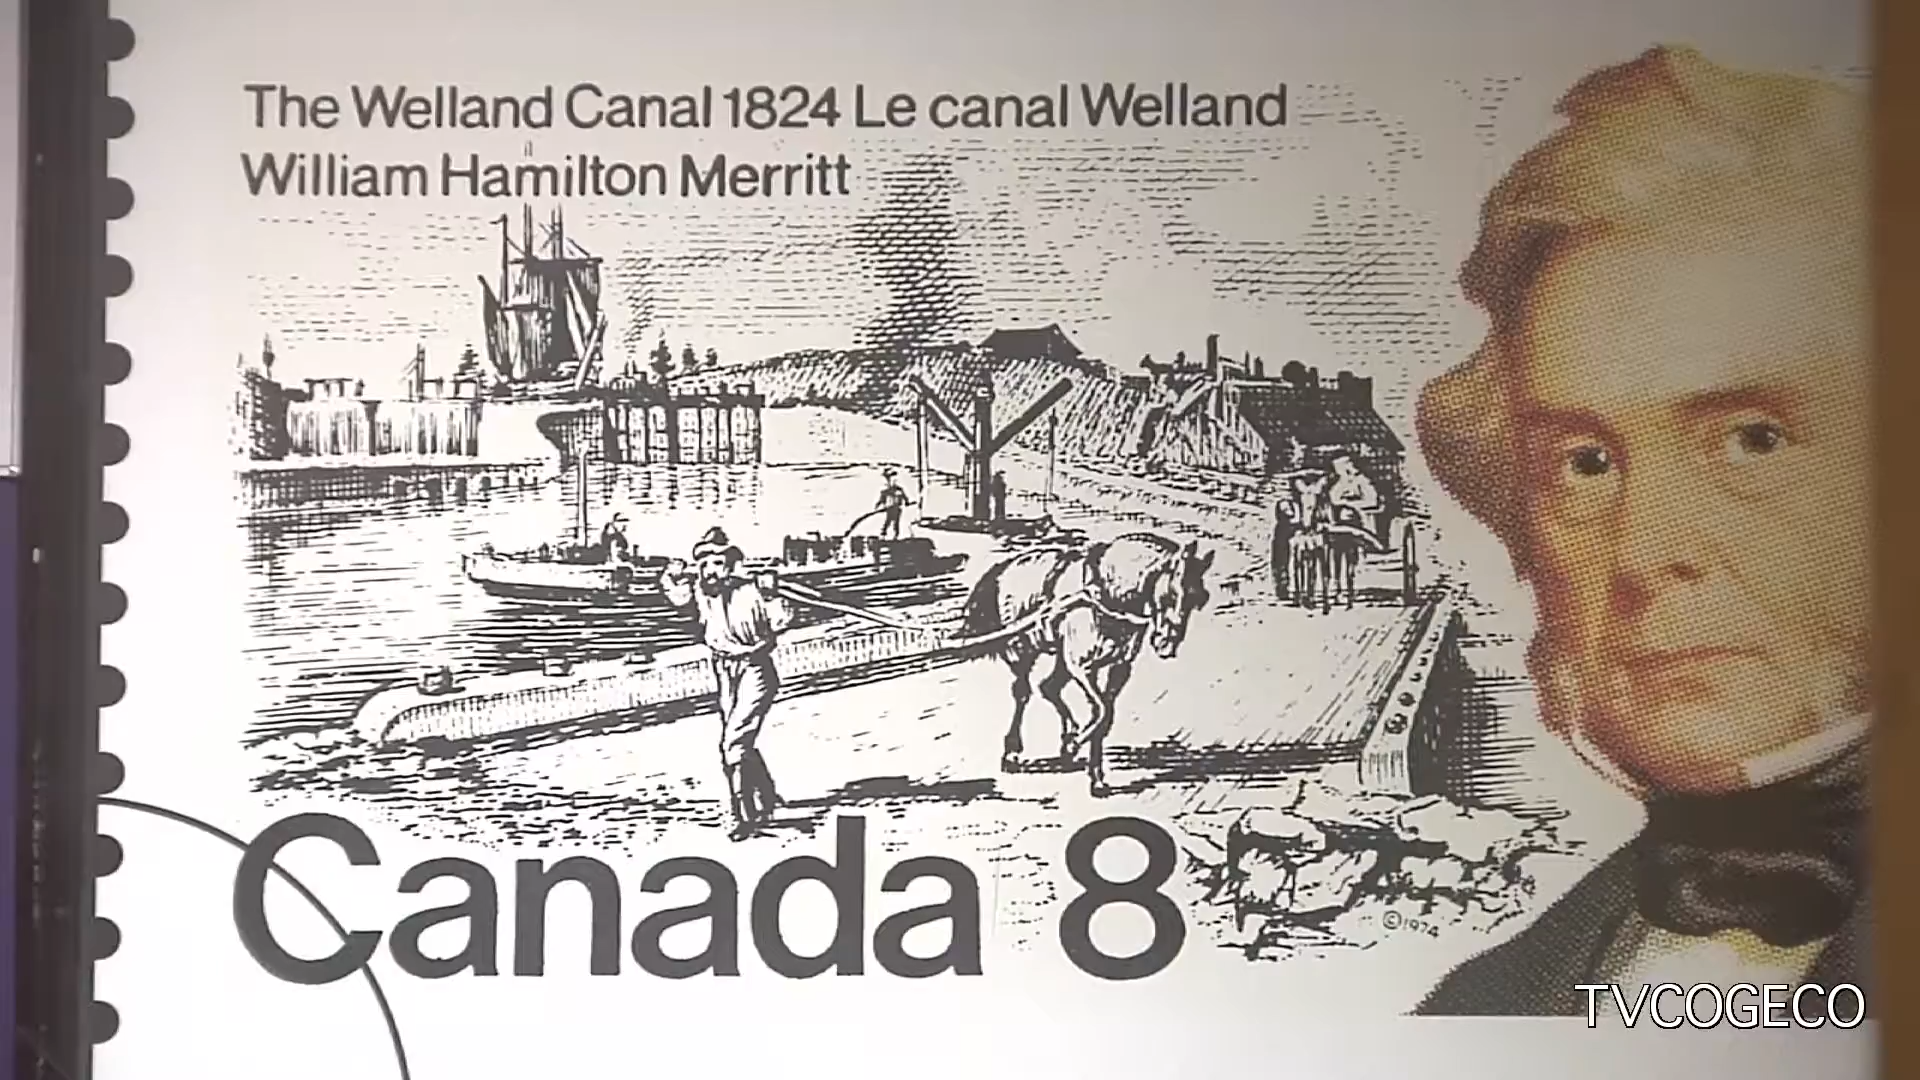 The Welland Canal 1824 Le canal Welland
William Hamilton Merritt
Canada 8
©1974
TVCOGECO